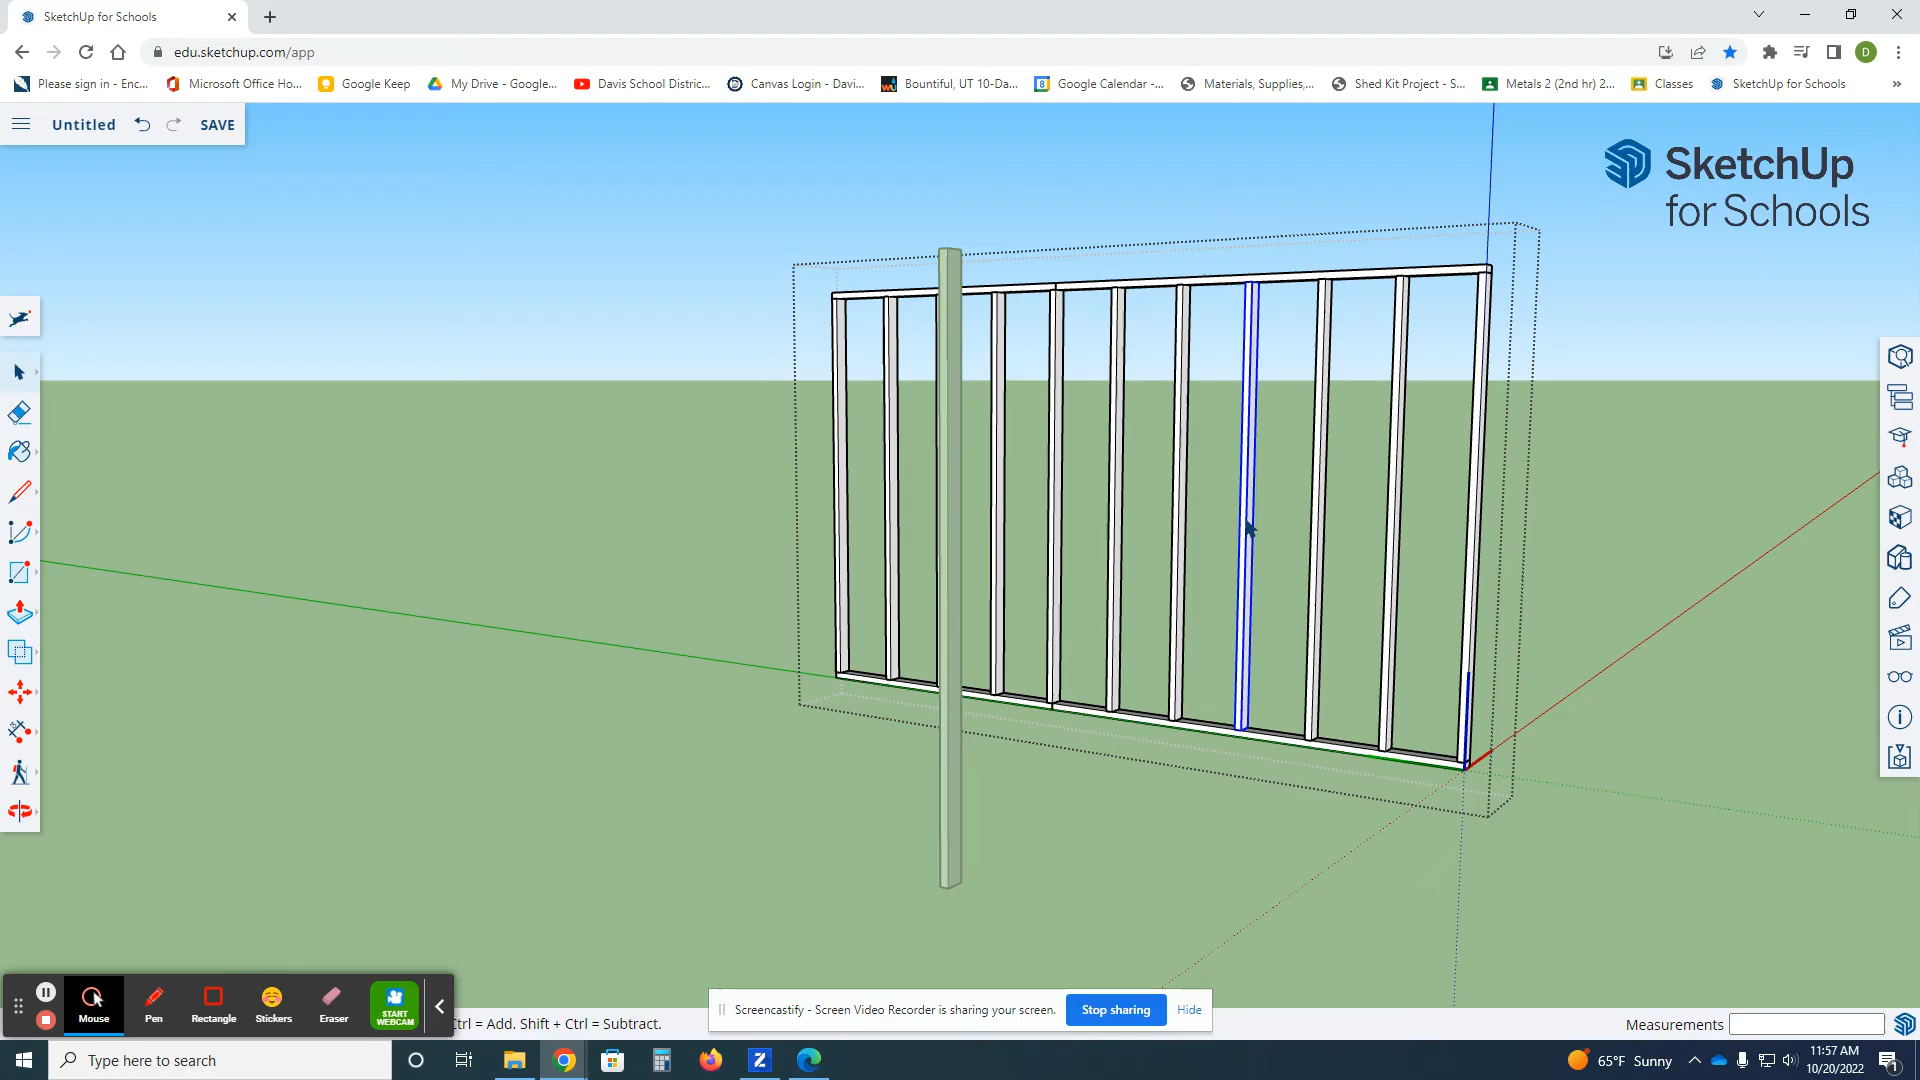 SketchUp for Schools
edu.sketchup.com/app
D
Please sign in - Enc...
Microsoft Office Ho...
Google Keep
My Drive - Google...
Davis School District...
Canvas Login - Davi...
Bountiful, UT 10-Da...
Google Calendar -...
Materials, Supplies,...
Shed Kit Project - S...
Metals 2 (2nd hr) 2...
Classes
SketchUp for Schools
»
Untitled
SAVE
SketchUp
for Schools
Mouse
Pen
Rectangle
Stickers
Eraser
START
WEBCAM
Ctrl = Add. Shift + Ctrl = Subtract.
Screencastify - Screen Video Recorder is sharing your screen.
Stop sharing
Hide
Measurements
Type here to search
65°F Sunny
11:57 AM
10/20/2022
1